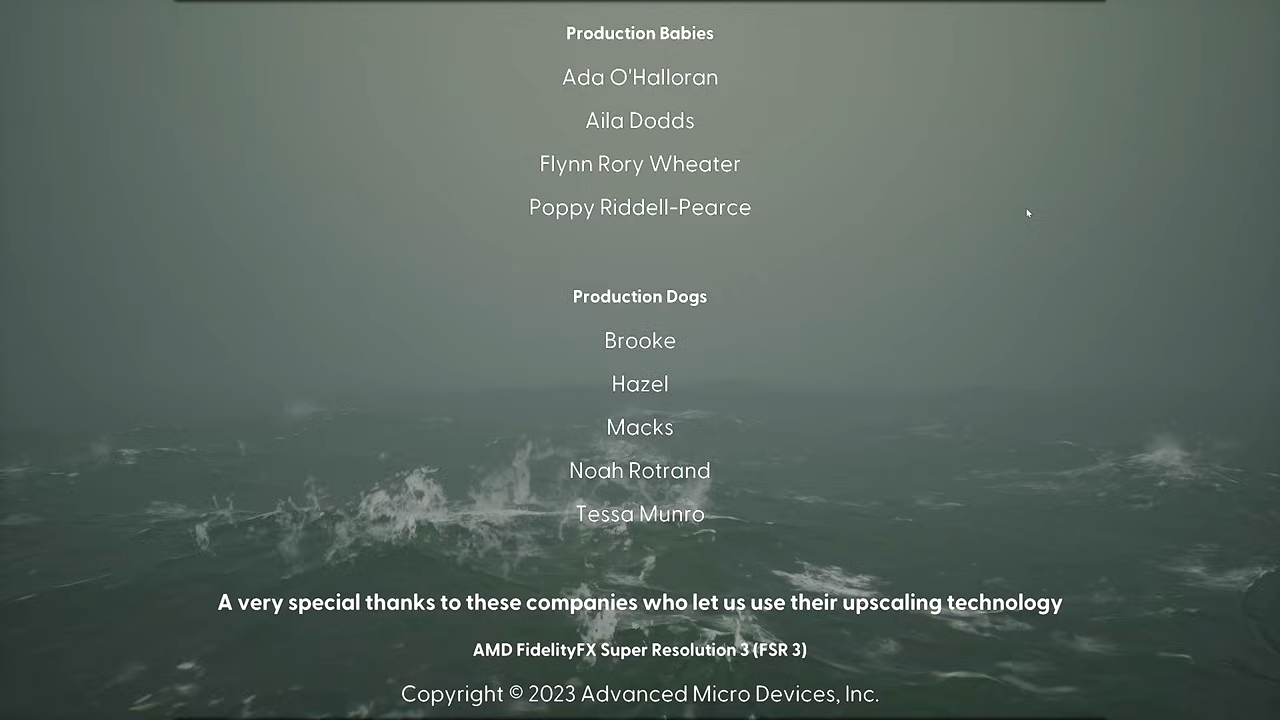 Production Babies
Ada O'Halloran
Aila Dodds
Flynn Rory Wheater
Poppy Riddell-Pearce
Production Dogs
Brooke
Hazel
Macks
Noah Rotrand
Tessa Munro
A very special thanks to these companies who let us use their upscaling technology
AMD FidelityFX Super Resolution 3 (FSR 3)
Copyright © 2023 Advanced Micro Devices, Inc.